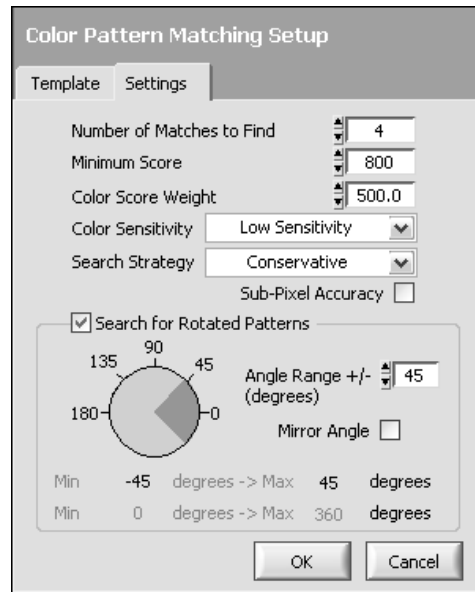 Color Pattern Matching Setup
Template Settings
Number of Matches to Find 4
Minimum Score 800
Color Score Weight 500.0
Color Sensitivity Low Sensitivity
Search Strategy Conservative
Sub-Pixel Accuracy
Search for Rotated Patterns
90
135 45
180 0
Angle Range +/- 45
(degrees)
Mirror Angle
Min -45 degrees -> Max 45 degrees
Min 0 degrees -> Max 360 degrees
OK Cancel